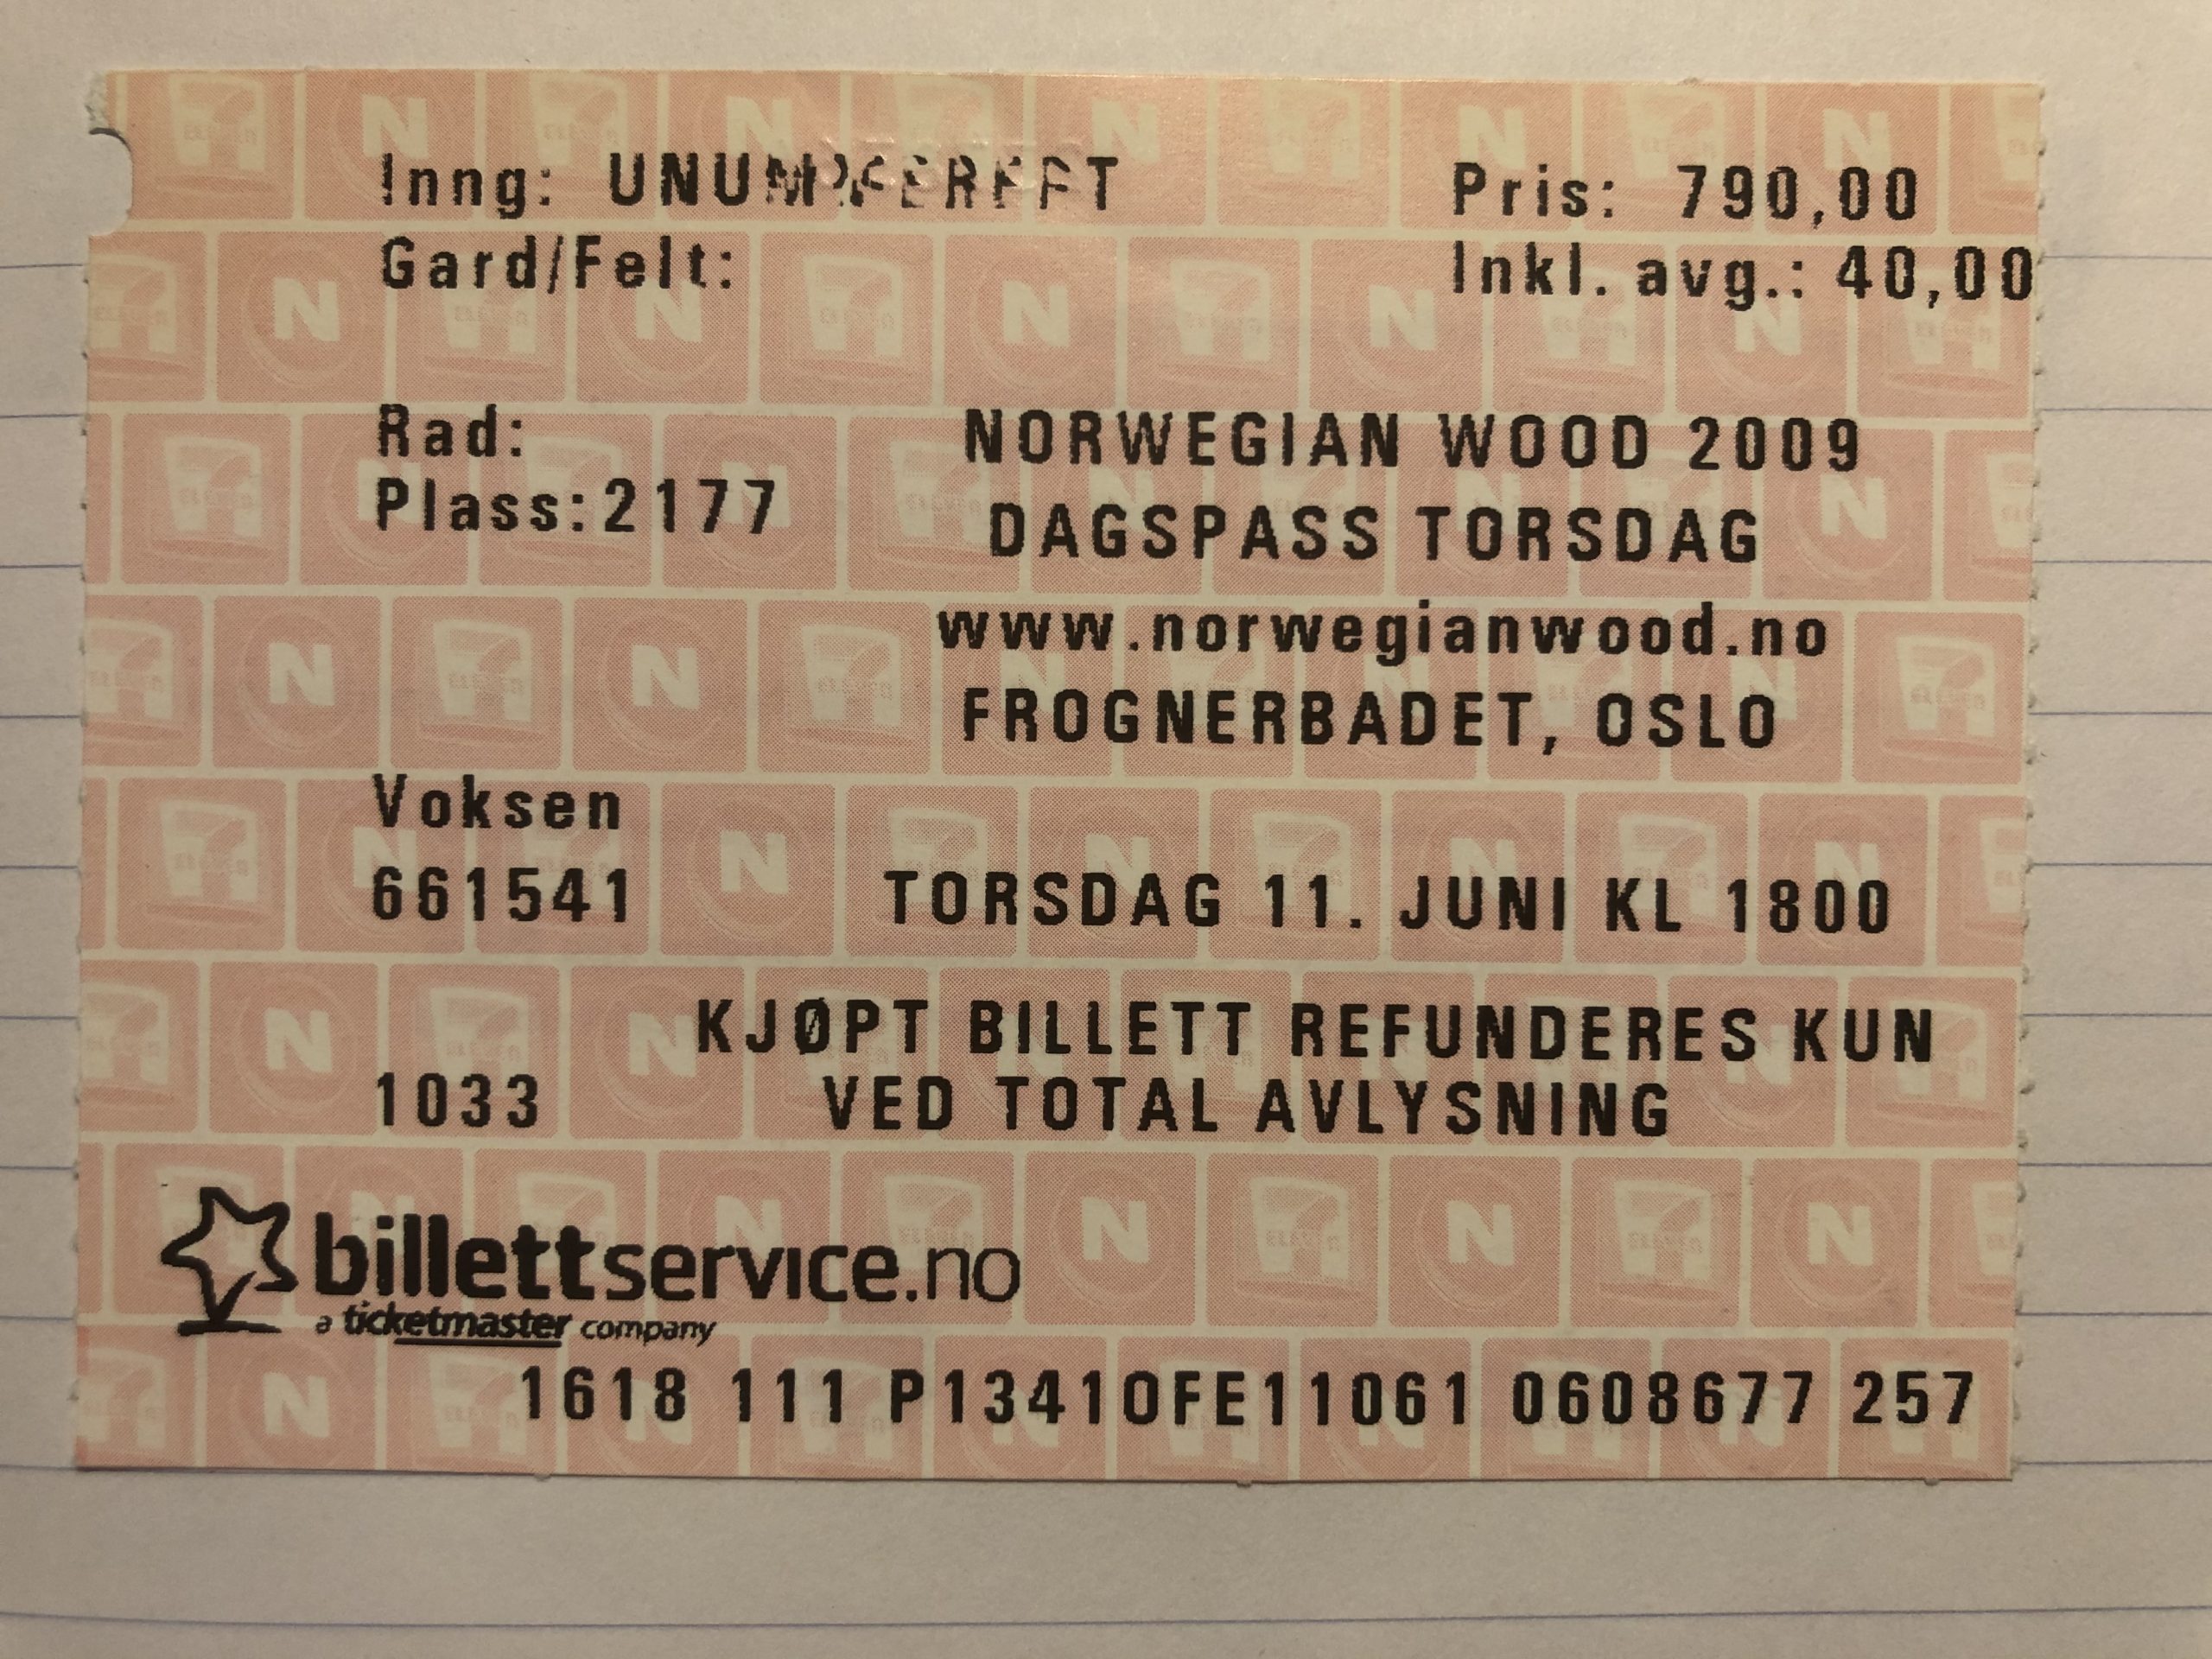 Inng: UNUMMERERT
Pris: 790,00
Gard/Felt:
Inkl. avg.: 40,00
Rad:
NORWEGIAN WOOD 2009
Plass:2177
DAGSPASS TORSDAG
www.norwegianwood.no
FROGNERBADET, OSLO
Voksen
661541
TORSDAG 11. JUNI KL 1800
KJØPT BILLETT REFUNDERES KUN
1033
VED TOTAL AVLYSNING
billettservice.no
a ticketmaster company
1618 111 P1341OFE11061 0608677 257